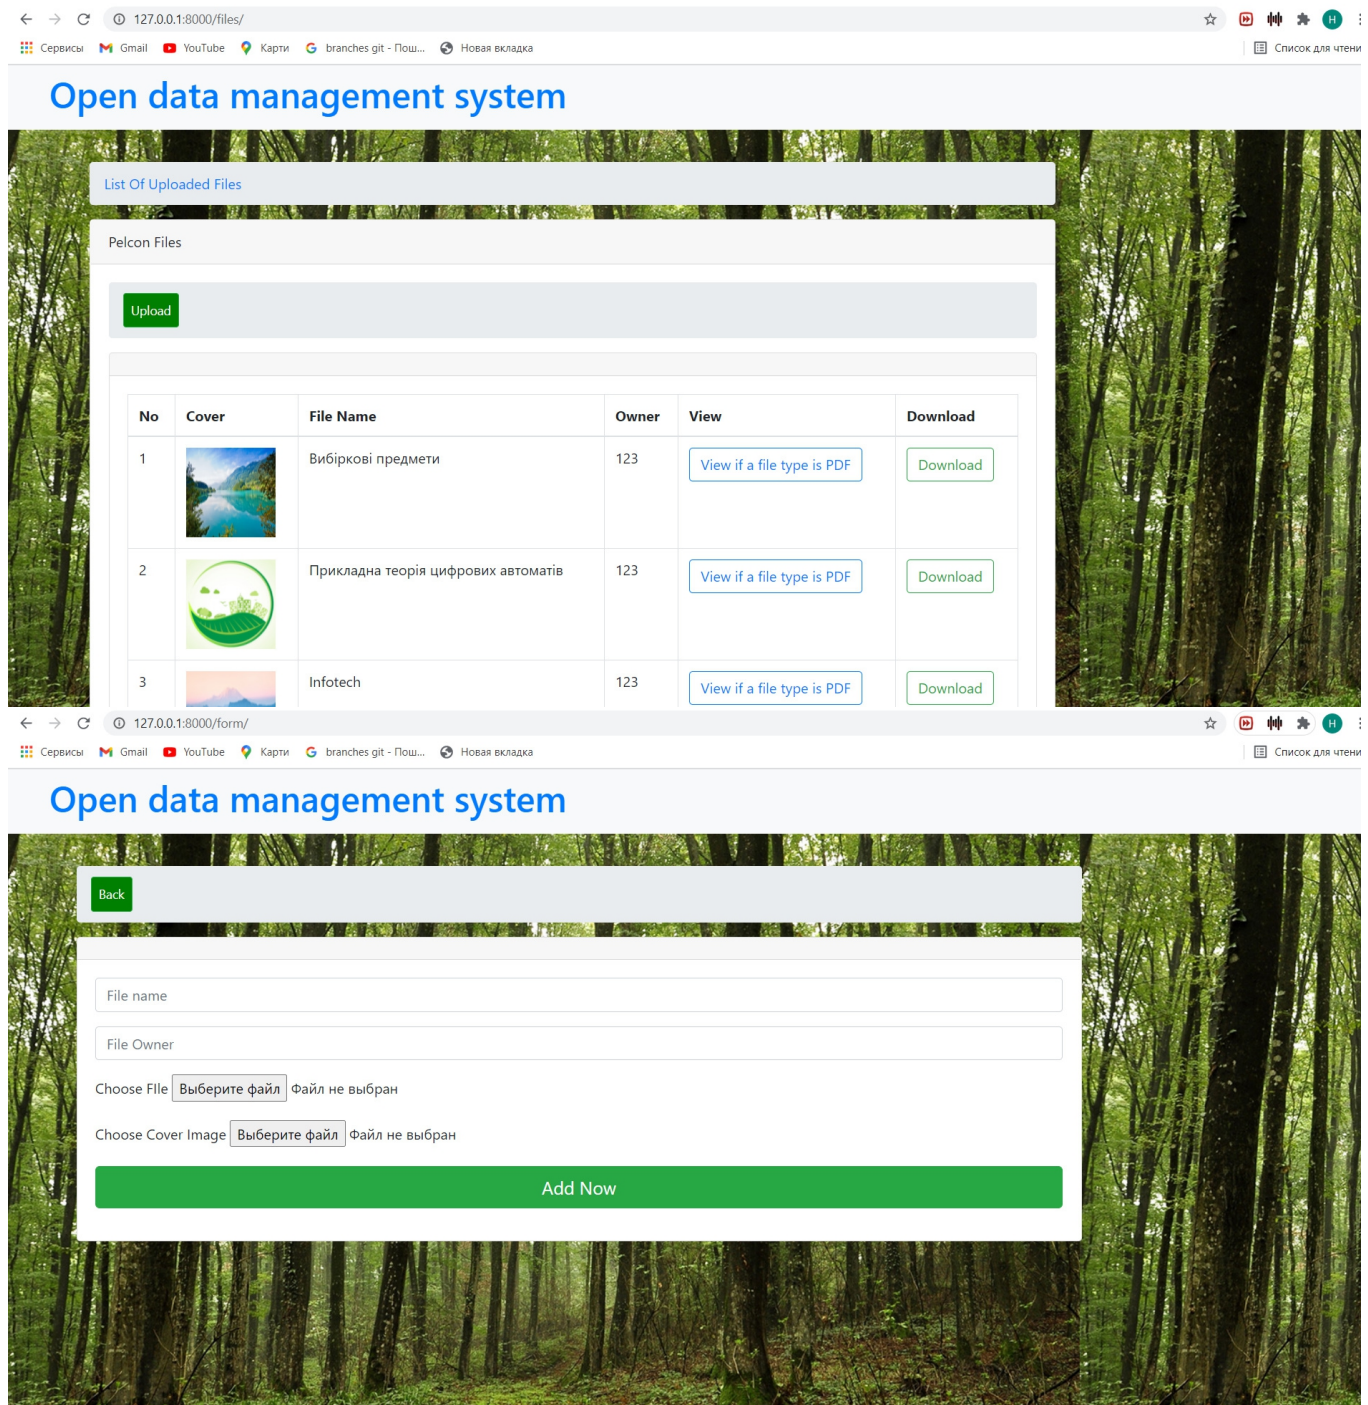 127.0.0.1:8000/files/
Сервисы Gmail YouTube Карти branches git - Пош... Новая вкладка Список для чтени
Open data management system
List Of Uploaded Files
Pelcon Files
Upload
No Cover File Name Owner View Download
1 Вибіркові предмети 123 View if a file type is PDF Download
2 Прикладна теорія цифрових автоматів 123 View if a file type is PDF Download
3 Infotech 123 View if a file type is PDF Download
127.0.0.1:8000/form/
Сервисы Gmail YouTube Карти branches git - Пош... Новая вкладка Список для чтени
Open data management system
Back
File name
File Owner
Choose FIle Выберите файл Файл не выбран
Choose Cover Image Выберите файл Файл не выбран
Add Now